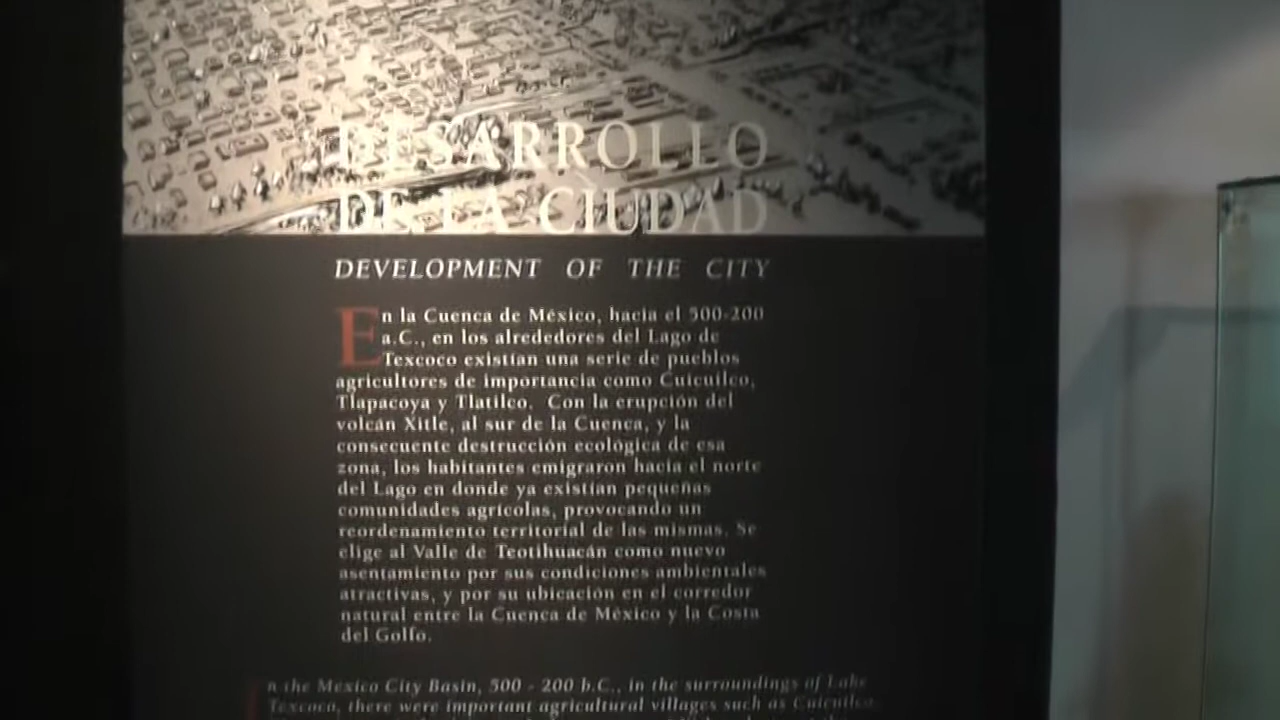 DESARROLLO
DE LA CIUDAD
DEVELOPMENT OF THE CITY
En la Cuenca de México, hacia el 500-200
a.C., en los alrededores del Lago de
Texcoco existían una serie de pueblos
agricultores de importancia como Cuicuilco,
Tlapacoya y Tlatilco. Con la erupción del
volcán Xitle, al sur de la Cuenca, y la
consecuente destrucción ecológica de esa
zona, los habitantes emigraron hacia el norte
del Lago en donde ya existían pequeñas
comunidades agrícolas, provocando un
reordenamiento territorial de las mismas. Se
elige al Valle de Teotihuacán como nuevo
asentamiento por sus condiciones ambientales
atractivas, y por su ubicación en el corredor
natural entre la Cuenca de México y la Costa
del Golfo.
In the Mexico City Basin, 500 - 200 b.C., in the surroundings of Lake
Texcoco, there were important agricultural villages such as Cuicuilco,